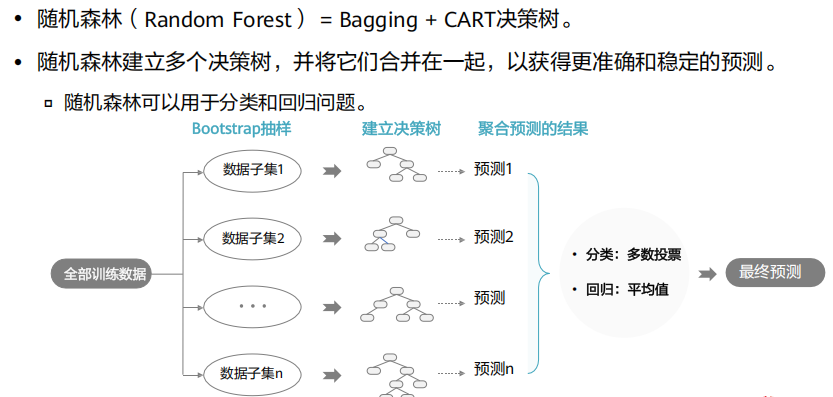 • 随机森林（Random Forest）= Bagging + CART决策树。
• 随机森林建立多个决策树，并将它们合并在一起，以获得更准确和稳定的预测。
▫ 随机森林可以用于分类和回归问题。
Bootstrap抽样
建立决策树
聚合预测的结果
数据子集1
预测1
数据子集2
预测2
全部训练数据
• 分类：多数投票
• 回归：平均值
最终预测
• • •
预测
数据子集n
预测n